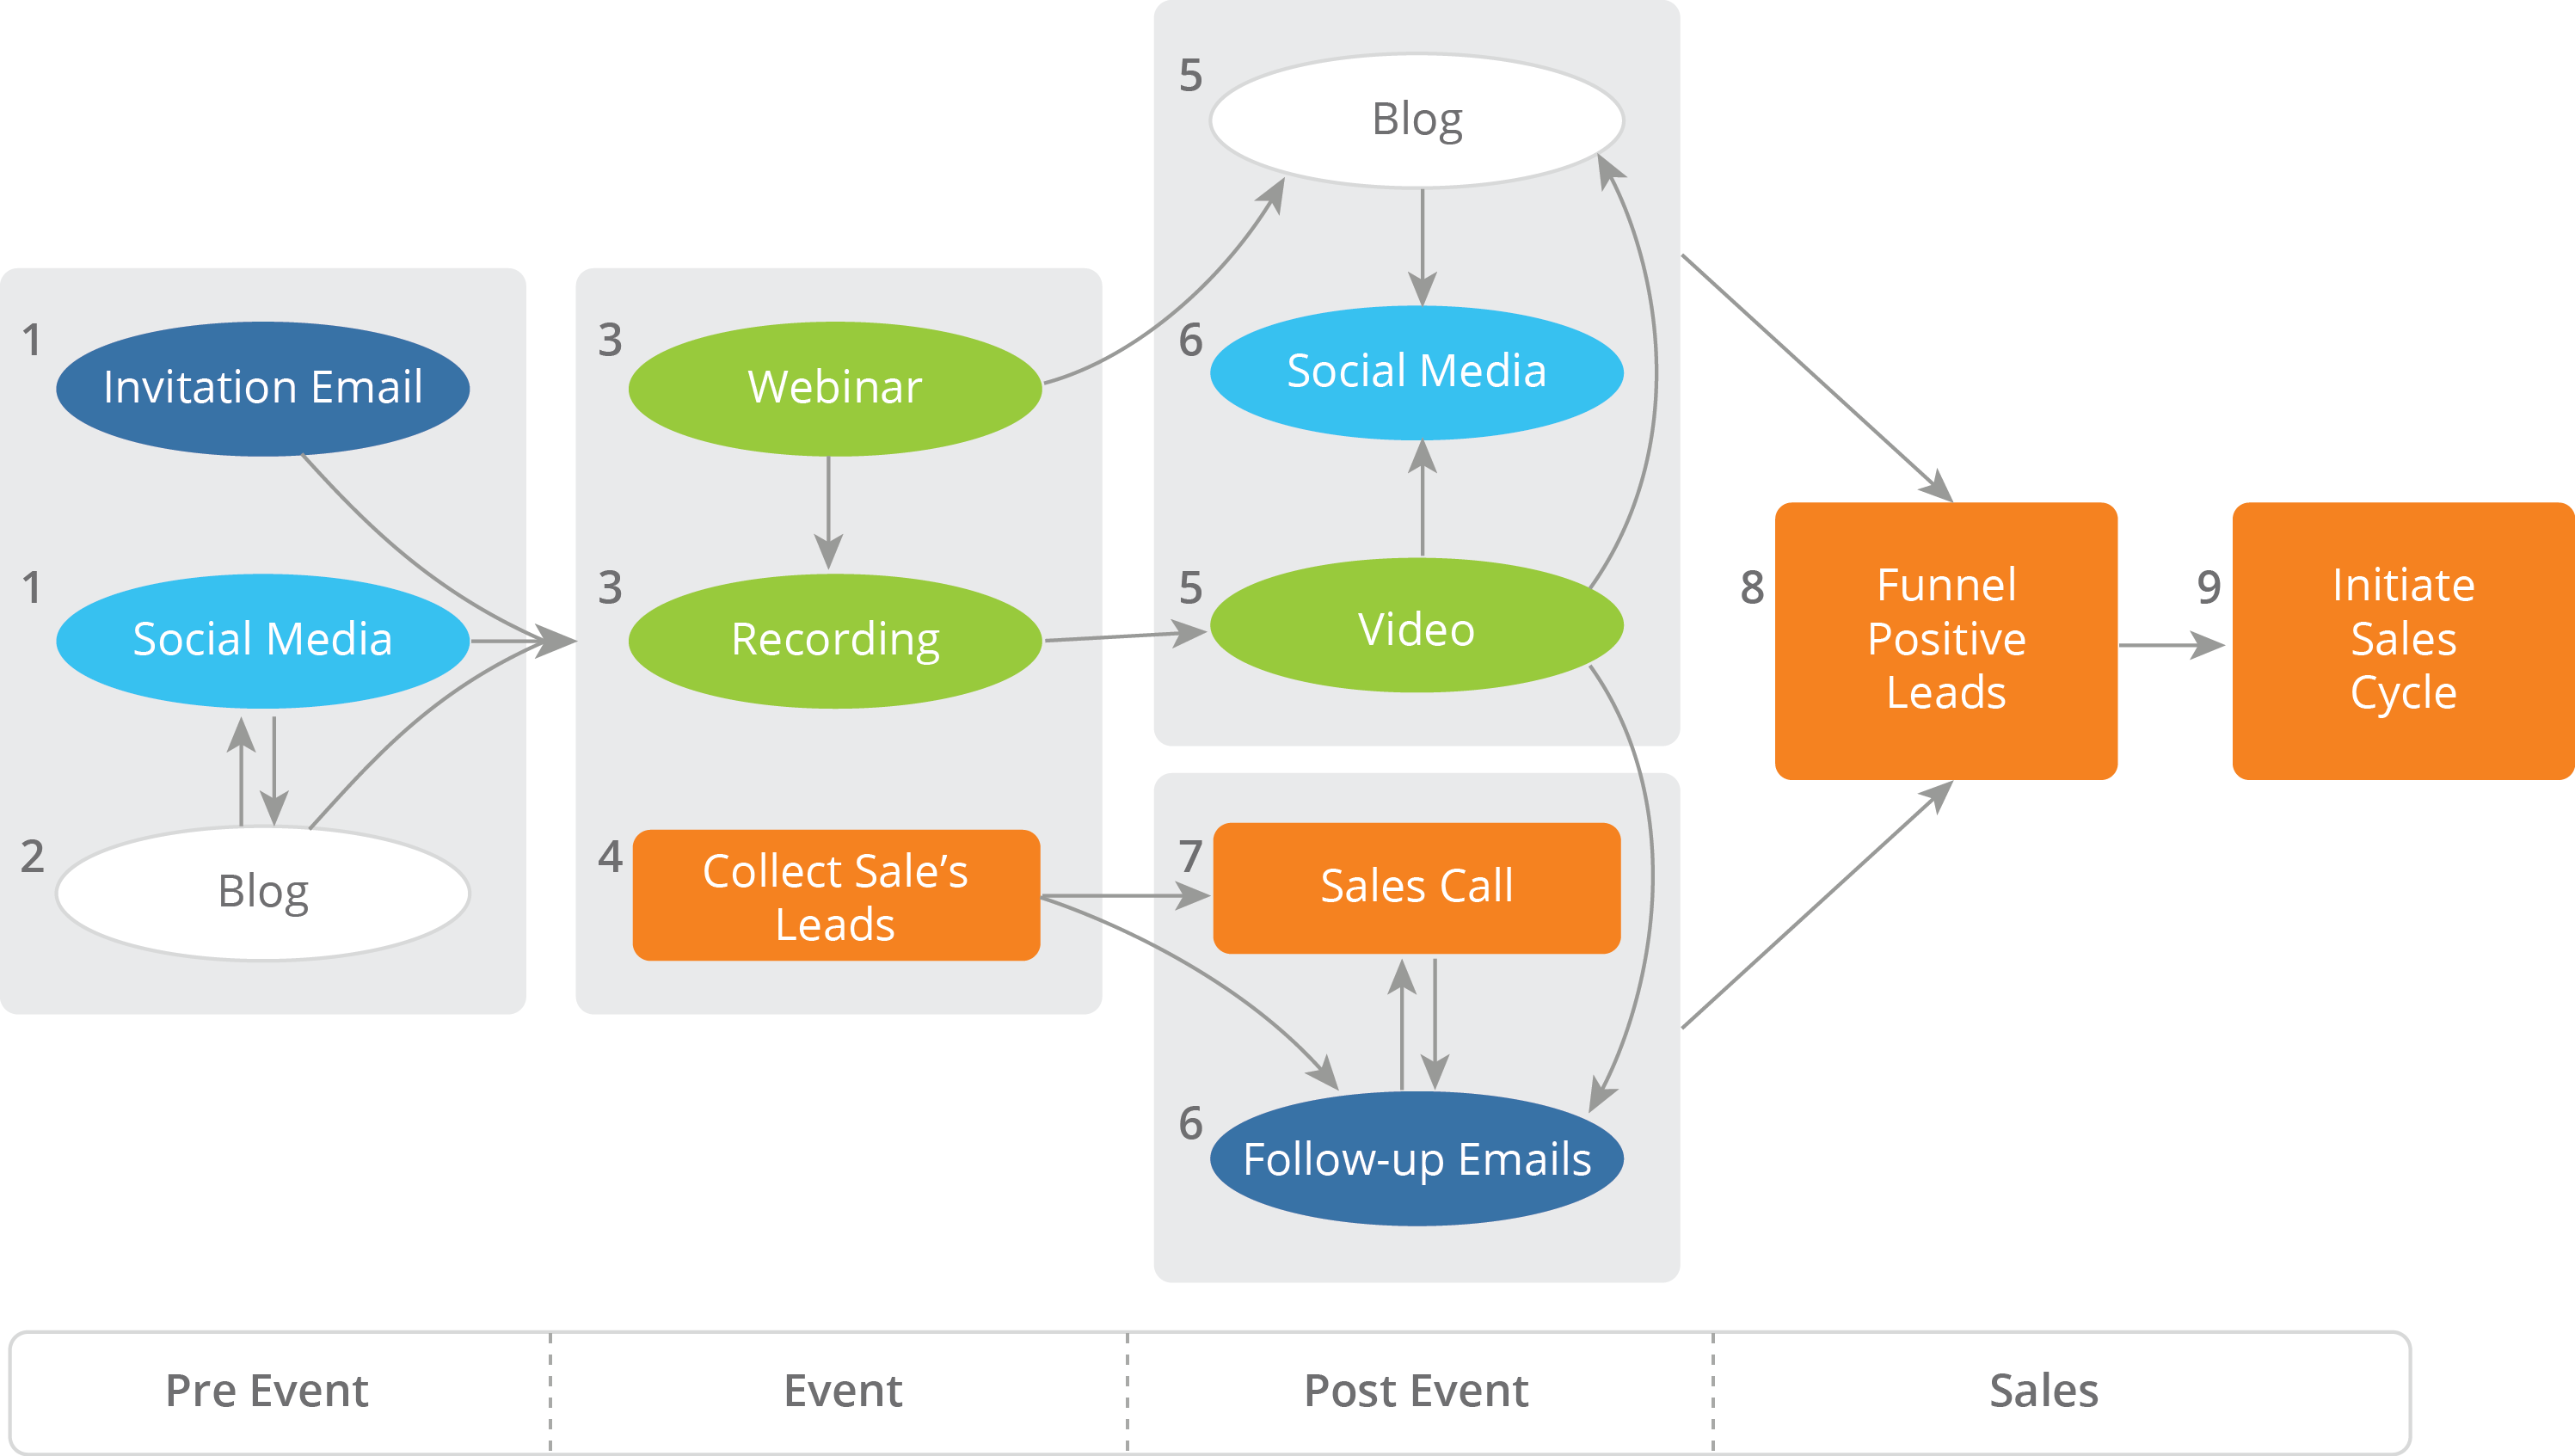 1
Invitation Email
1
Social Media
2
Blog
3
Webinar
3
Recording
4
Collect Sale’s
Leads
5
Blog
6
Social Media
5
Video
7
Sales Call
6
Follow-up Emails
8
Funnel
Positive
Leads
9
Initiate
Sales
Cycle
Pre Event
Event
Post Event
Sales